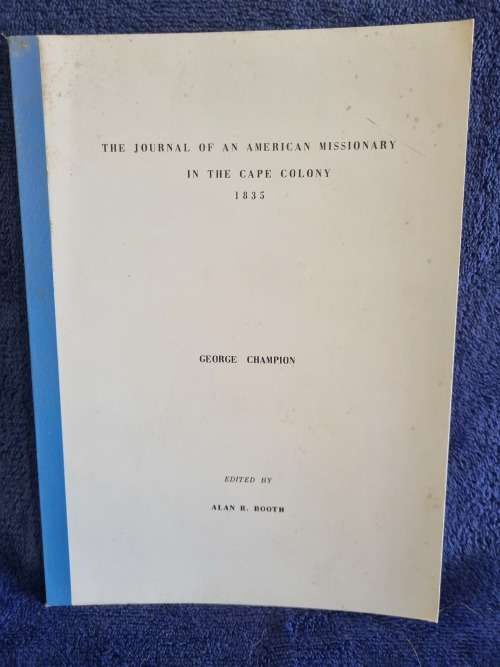 THE JOURNAL OF AN AMERICAN MISSIONARY
IN THE CAPE COLONY
1835
GEORGE CHAMPION
EDITED BY
ALAN R. BOOTH